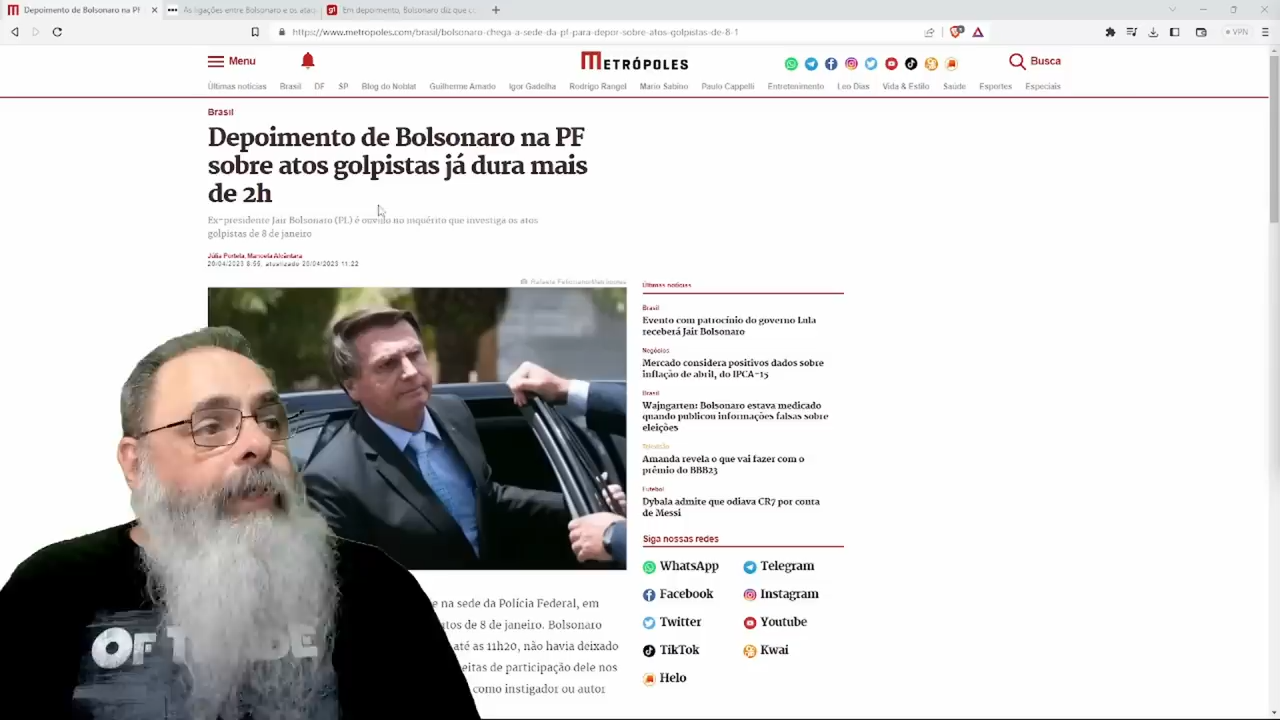 Depoimento de Bolsonaro na PF
As ligações entre Bolsonaro e os atao
Em depoimento, Bolsonaro diz que co
https://www.metropoles.com/brasil/bolsonaro-chega-a-sede-da-pf-para-depor-sobre-atos-golpistas-de-8-1
VPN
Menu
METRÓPOLES
Busca
Últimas notícias Brasil DF SP Blog do Noblat Guilherme Amado Igor Gadelha Rodrigo Rangel Mario Sabino Paulo Cappelli Entretenimento Leo Dias Vida & Estilo Saúde Esportes Especiais
Brasil
Depoimento de Bolsonaro na PF
sobre atos golpistas já dura mais
de 2h
Ex-presidente Jair Bolsonaro (PL) é ouvido no inquérito que investiga os atos
golpistas de 8 de janeiro
Júlia Portela, Manoela Alcântara
26/04/2023 8:55, atualizado 26/04/2023 11:22
Últimas notícias
Brasil
Evento com patrocínio do governo Lula
receberá Jair Bolsonaro
Negócios
Mercado considera positivos dados sobre
inflação de abril, do IPCA-15
Brasil
Wajngarten: Bolsonaro estava medicado
quando publicou informações falsas sobre
eleições
Televisão
Amanda revela o que vai fazer com o
prêmio do BBB23
Futebol
Dybala admite que odiava CR7 por conta
de Messi
Siga nossas redes
WhatsApp Telegram
Facebook Instagram
Twitter Youtube
TikTok Kwai
Helo
e na sede da Polícia Federal, em
atos de 8 de janeiro. Bolsonaro
até as 11h20, não havia deixado
eitas de participação dele nos
como instigador ou autor
OF